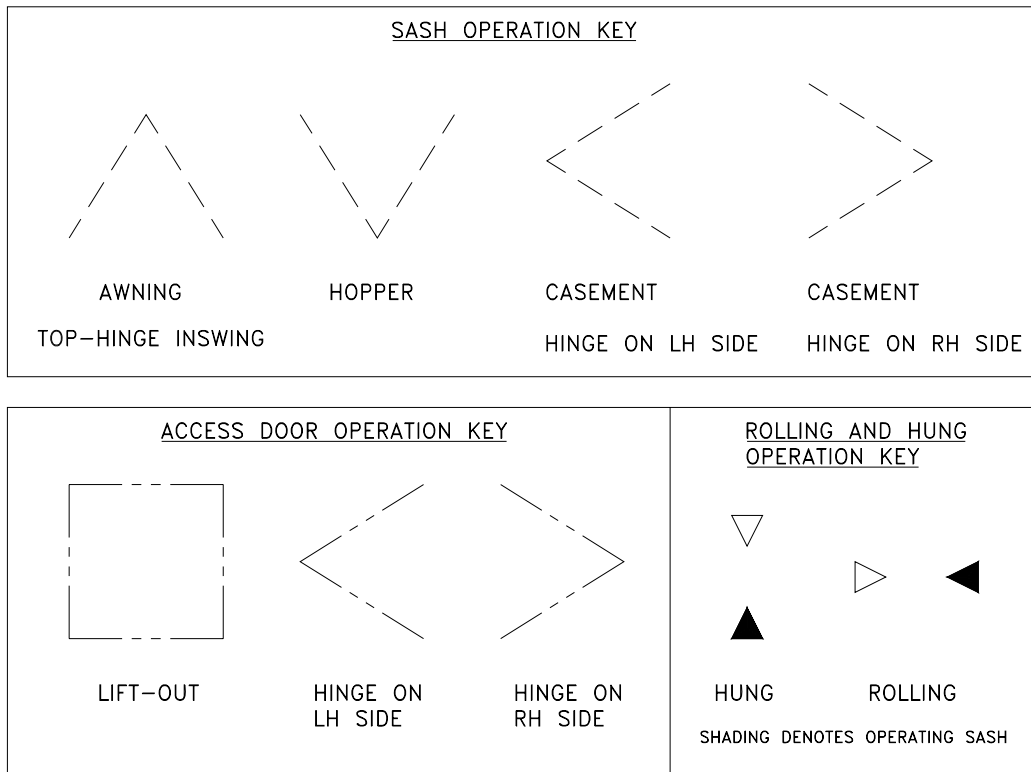 SASH OPERATION KEY
AWNING
TOP-HINGE INSWING
HOPPER
CASEMENT
HINGE ON LH SIDE
CASEMENT
HINGE ON RH SIDE
ACCESS DOOR OPERATION KEY
LIFT-OUT
HINGE ON
LH SIDE
HINGE ON
RH SIDE
ROLLING AND HUNG
OPERATION KEY
HUNG
ROLLING
SHADING DENOTES OPERATING SASH